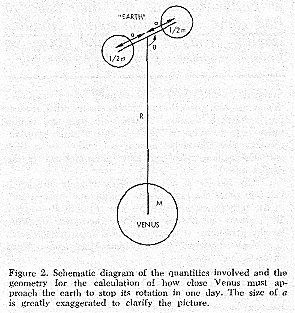 "EARTH"
a
a
1/2 m
1/2 m
θ
R
M
VENUS
Figure 2. Schematic diagram of the quantities involved and the
geometry for the calculation of how close Venus must ap-
proach the earth to stop its rotation in one day. The size of a
is greatly exaggerated to clarify the picture.